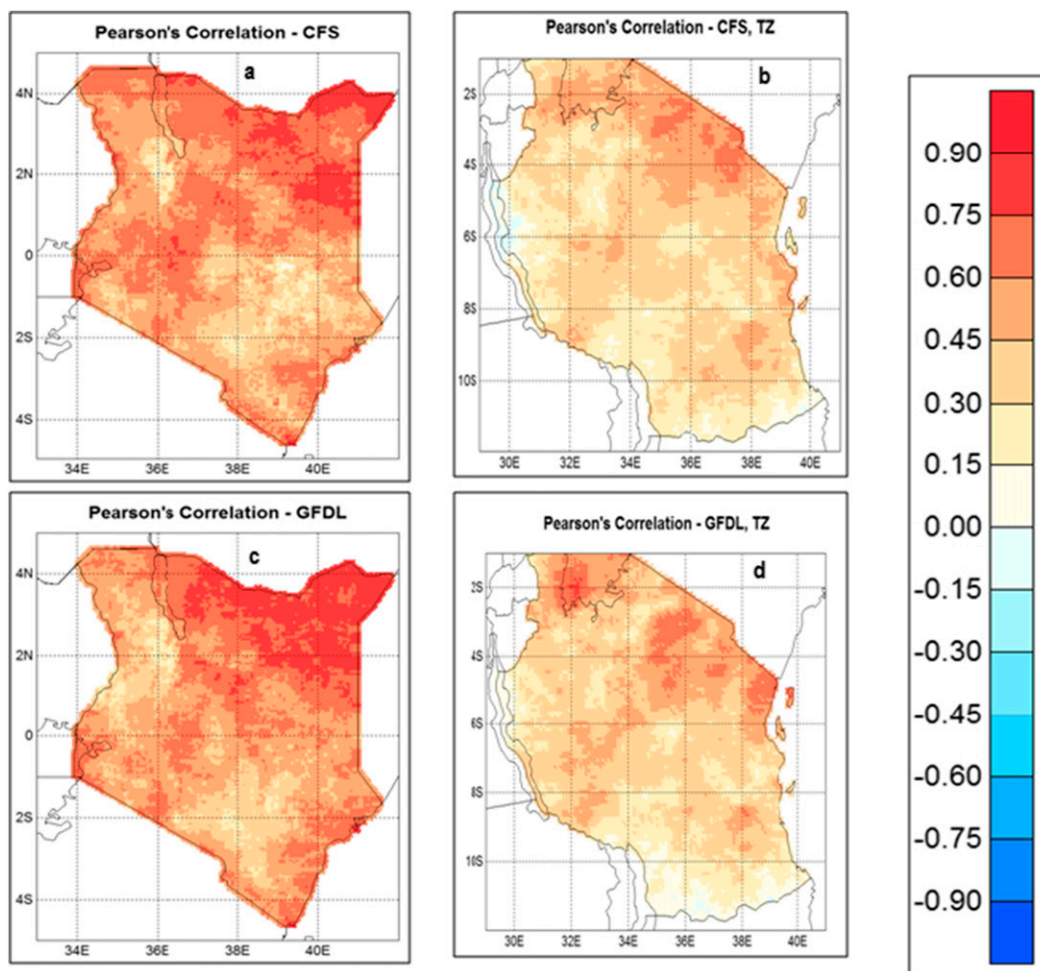 Pearson's Correlation - CFS
a
4N
2N
0
2S
4S
34E 36E 38E 40E
Pearson's Correlation - CFS, TZ
b
2S
4S
6S
8S
10S
30E 32E 34E 36E 38E 40E
Pearson's Correlation - GFDL
c
4N
2N
0
2S
4S
34E 36E 38E 40E
Pearson's Correlation - GFDL, TZ
d
2S
4S
6S
8S
10S
30E 32E 34E 36E 38E 40E
0.90
0.75
0.60
0.45
0.30
0.15
0.00
-0.15
-0.30
-0.45
-0.60
-0.75
-0.90